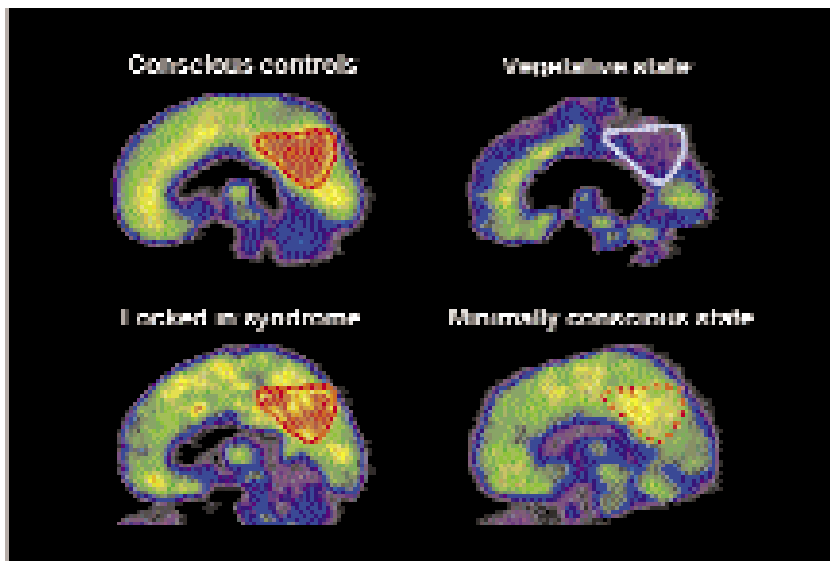 Conscious controls
Vegetative state
Locked in syndrome
Minimally conscious state